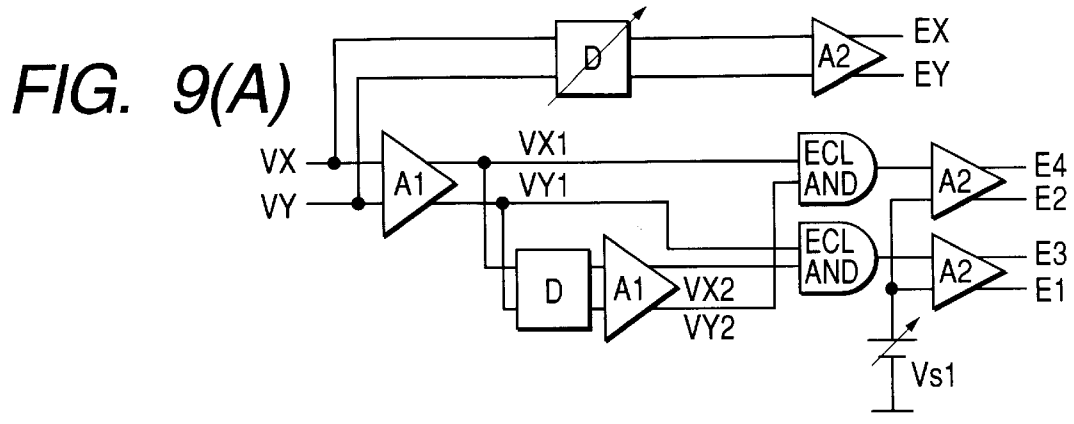 FIG. 9(A)
D
A2
EX
EY
VX
VY
A1
VX1
VY1
ECL
AND
A2
E4
E2
ECL
AND
A2
E3
E1
D
A1
VX2
VY2
Vs1